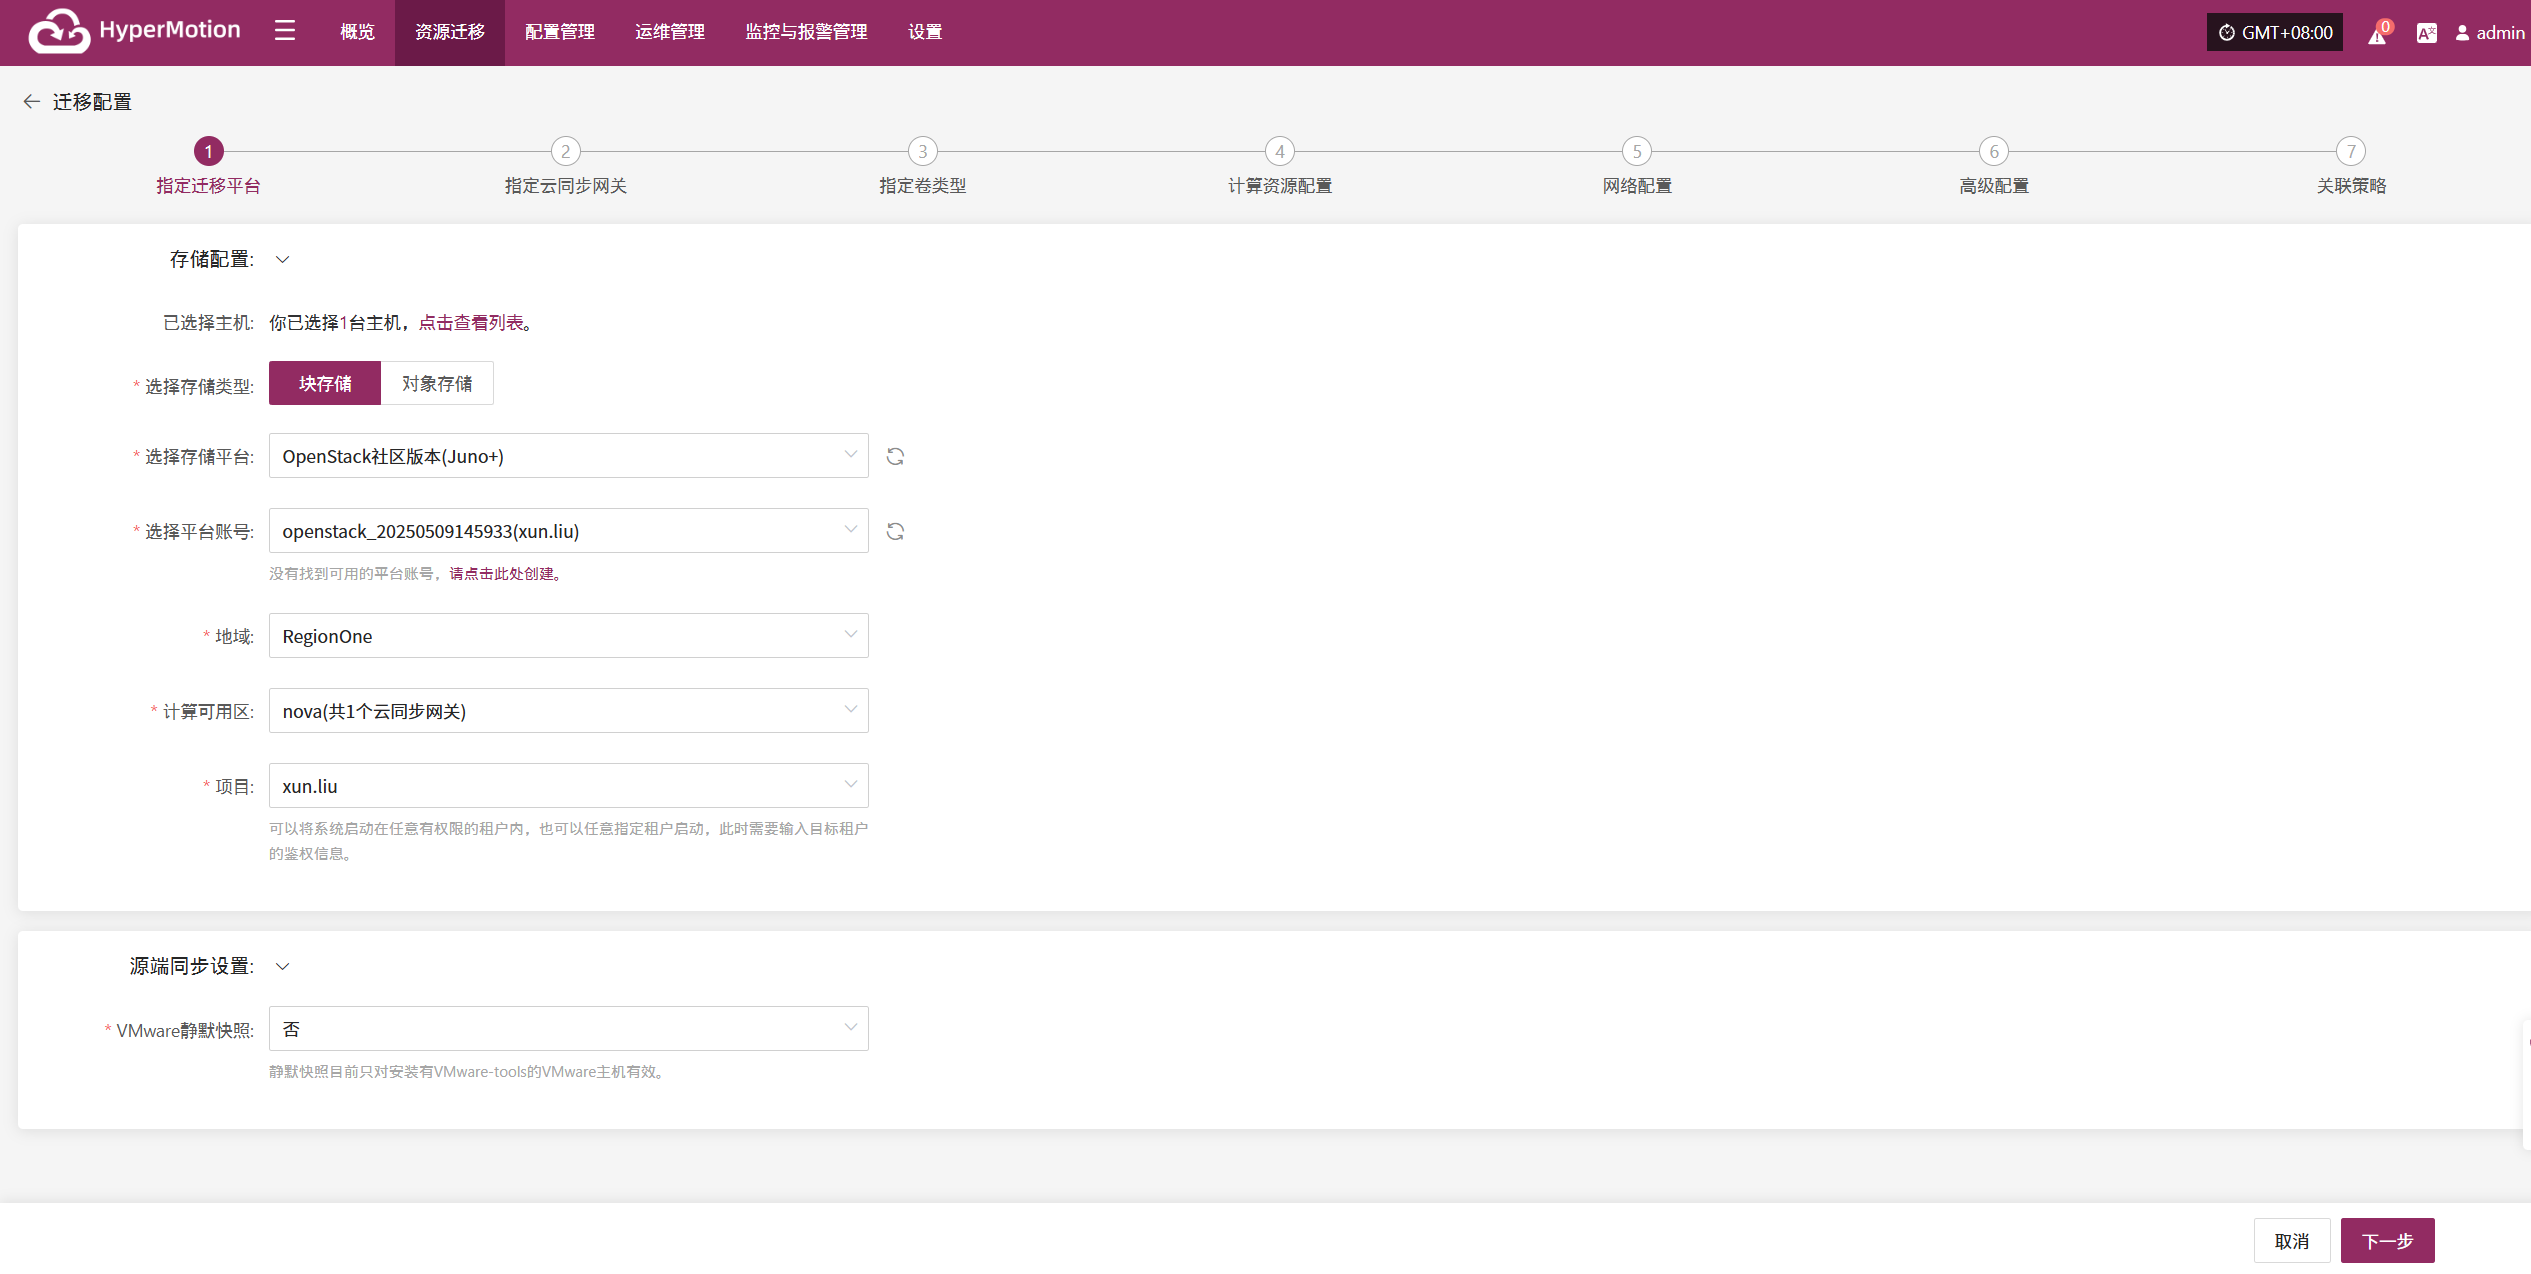 HyperMotion
概览
资源迁移
配置管理
运维管理
监控与报警管理
设置
GMT+08:00
0
admin
迁移配置
1
指定迁移平台
2
指定云同步网关
3
指定卷类型
4
计算资源配置
5
网络配置
6
高级配置
7
关联策略
存储配置:
已选择主机: 你已选择1台主机，点击查看列表。
* 选择存储类型: 块存储 对象存储
* 选择存储平台: OpenStack社区版本(Juno+)
* 选择平台账号: openstack_20250509145933(xun.liu)
没有找到可用的平台账号，请点击此处创建。
* 地域: RegionOne
* 计算可用区: nova(共1个云同步网关)
* 项目: xun.liu
可以将系统启动在任意有权限的租户内，也可以任意指定租户启动，此时需要输入目标租户
的鉴权信息。
源端同步设置:
* VMware静默快照: 否
静默快照目前只对安装有VMware-tools的VMware主机有效。
取消
下一步